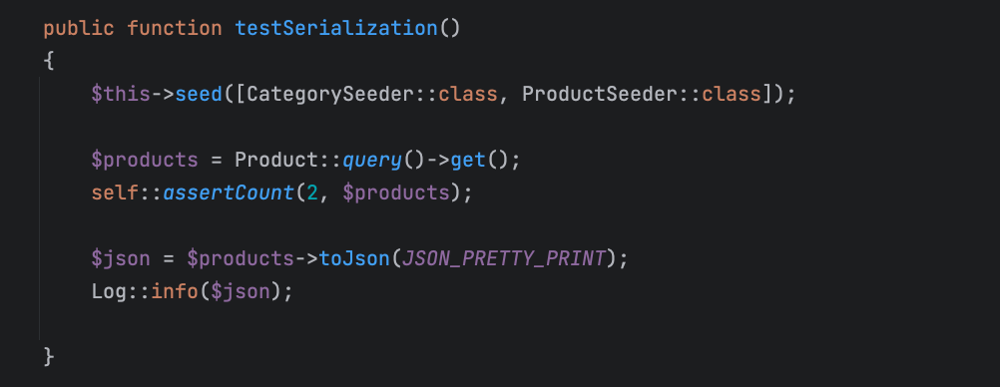 public function testSerialization()
{
    $this->seed([CategorySeeder::class, ProductSeeder::class]);
    $products = Product::query()->get();
    self::assertCount(2, $products);
    $json = $products->toJson(JSON_PRETTY_PRINT);
    Log::info($json);
}